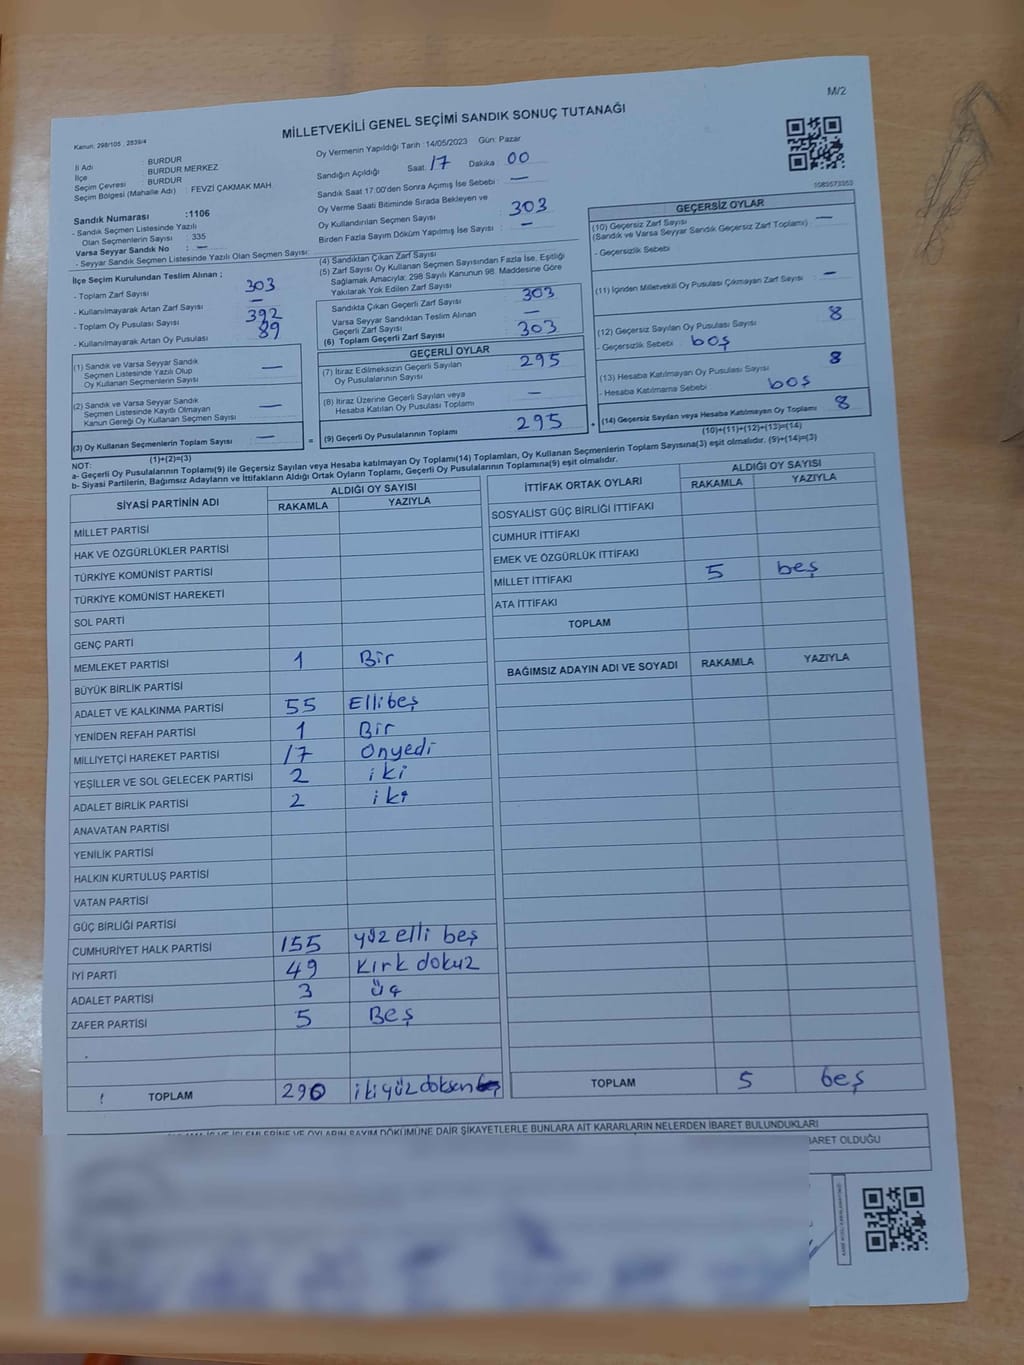 M/2
MİLLETVEKİLİ GENEL SEÇİMİ SANDIK SONUÇ TUTANAĞI
Kanun: 298/105 , 2839/4
İl Adı : BURDUR
İlçe : BURDUR MERKEZ
Seçim Çevresi : BURDUR
Seçim Bölgesi (Mahalle Adı) : FEVZİ ÇAKMAK MAH.
Sandık Numarası :1106
- Sandık Seçmen Listesinde Yazılı
Olan Seçmenlerin Sayısı : 335
Varsa Seyyar Sandık No : —
- Seyyar Sandık Seçmen Listesinde Yazılı Olan Seçmen Sayısı
Oy Vermenin Yapıldığı Tarih :14/05/2023 Gün: Pazar
Sandığın Açıldığı Saat: 17 Dakika : 00
Sandık Saat 17:00'den Sonra Açımış İse Sebebi : —
Oy Verme Saati Bitiminde Sırada Bekleyen ve
Oy Kullandırılan Seçmen Sayısı 303
Birden Fazla Sayım Döküm Yapılmış İse Sayısı : —
1083573353
İlçe Seçim Kurulundan Teslim Alınan ;
- Toplam Zarf Sayısı 303
- Kullanılmayarak Artan Zarf Sayısı —
- Toplam Oy Pusulası Sayısı 392
- Kullanılmayarak Artan Oy Pusulası 89
(1) Sandık ve Varsa Seyyar Sandık
Seçmen Listesinde Yazılı Olup
Oy Kullanan Seçmenlerin Sayısı —
(2) Sandık ve Varsa Seyyar Sandık
Seçmen Listesinde Kayıtlı Olmayan
Kanun Gereği Oy Kullanan Seçmen Sayısı —
(3) Oy Kullanan Seçmenlerin Toplam Sayısı —
(1)+(2)=(3)
(4) Sandıktan Çıkan Zarf Sayısı
(5) Zarf Sayısı Oy Kullanan Seçmen Sayısından Fazla İse, Eşitliği
Sağlamak Amacıyla; 298 Sayılı Kanunun 98. Maddesine Göre
Yakılarak Yok Edilen Zarf Sayısı
Sandıkta Çıkan Geçerli Zarf Sayısı 303
Varsa Seyyar Sandıktan Teslim Alınan
Geçerli Zarf Sayısı —
(6) Toplam Geçerli Zarf Sayısı 303
GEÇERLİ OYLAR
(7) İtiraz Edilmeksizin Geçerli Sayılan
Oy Pusulalarının Sayısı 295
(8) İtiraz Üzerine Geçerli Sayılan veya
Hesaba Katılan Oy Pusulası Toplamı —
= (9) Geçerli Oy Pusulalarının Toplamı 295 +
GEÇERSİZ OYLAR
(10) Geçersiz Zarf Sayısı
(Sandık ve Varsa Seyyar Sandık Geçersiz Zarf Toplamı) —
- Geçersizlik Sebebi
(11) İçinden Milletvekili Oy Pusulası Çıkmayan Zarf Sayısı —
(12) Geçersiz Sayılan Oy Pusulası Sayısı 8
- Geçersizlik Sebebi boş
(13) Hesaba Katılmayan Oy Pusulası Sayısı 8
- Hesaba Katılmama Sebebi boş
(14) Geçersiz Sayılan veya Hesaba Katılmayan Oy Toplamı 8
(10)+(11)+(12)+(13)=(14)
NOT:
a- Geçerli Oy Pusulalarının Toplamı(9) ile Geçersiz Sayılan veya Hesaba katılmayan Oy Toplamı(14) Toplamları, Oy Kullanan Seçmenlerin Toplam Sayısına(3) eşit olmalıdır. (9)+(14)=(3)
b- Siyasi Partilerin, Bağımsız Adayların ve İttifakların Aldığı Ortak Oyların Toplamı, Geçerli Oy Pusulalarının Toplamına(9) eşit olmalıdır.
SİYASİ PARTİNİN ADI ALDIĞI OY SAYISI
RAKAMLA YAZIYLA
MİLLET PARTİSİ
HAK VE ÖZGÜRLÜKLER PARTİSİ
TÜRKİYE KOMÜNİST PARTİSİ
TÜRKİYE KOMÜNİST HAREKETİ
SOL PARTİ
GENÇ PARTİ
MEMLEKET PARTİSİ 1 Bir
BÜYÜK BİRLİK PARTİSİ
ADALET VE KALKINMA PARTİSİ 55 Ellibeş
YENİDEN REFAH PARTİSİ 1 Bir
MİLLİYETÇİ HAREKET PARTİSİ 17 Onyedi
YEŞİLLER VE SOL GELECEK PARTİSİ 2 iki
ADALET BİRLİK PARTİSİ 2 iki
ANAVATAN PARTİSİ
YENİLİK PARTİSİ
HALKIN KURTULUŞ PARTİSİ
VATAN PARTİSİ
GÜÇ BİRLİĞİ PARTİSİ
CUMHURİYET HALK PARTİSİ 155 yüz elli beş
İYİ PARTİ 49 Kırk dokuz
ADALET PARTİSİ 3 üç
ZAFER PARTİSİ 5 Beş
TOPLAM 290 ikiyüzdoksen
İTTİFAK ORTAK OYLARI ALDIĞI OY SAYISI
RAKAMLA YAZIYLA
SOSYALİST GÜÇ BİRLİĞİ İTTİFAKI
CUMHUR İTTİFAKI
EMEK VE ÖZGÜRLÜK İTTİFAKI
MİLLET İTTİFAKI 5 beş
ATA İTTİFAKI
TOPLAM
BAĞIMSIZ ADAYIN ADI VE SOYADI RAKAMLA YAZIYLA
TOPLAM 5 beş
İŞLEMLERİNE VE OYLARIN SAYIM DÖKÜMÜNE DAİR ŞİKAYETLERLE BUNLARA AİT KARARLARIN NELERDEN İBARET BULUNDUKLARI
İBARET OLDUĞU